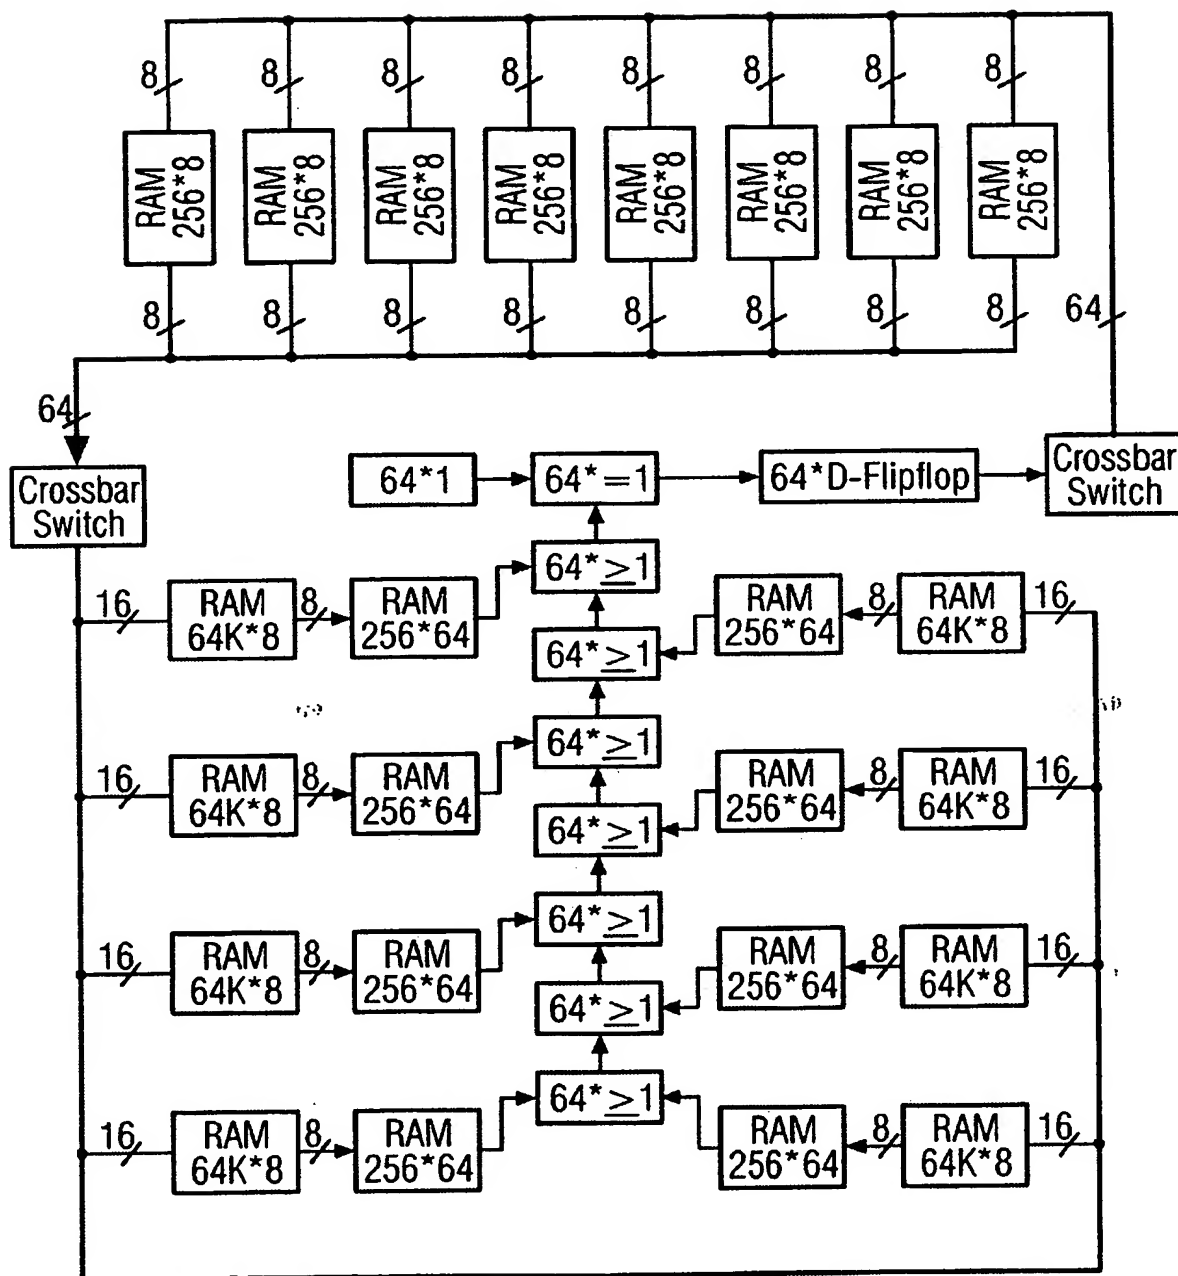 8 8 8 8 8 8 8 8
RAM 256*8 RAM 256*8 RAM 256*8 RAM 256*8 RAM 256*8 RAM 256*8 RAM 256*8 RAM 256*8
8 8 8 8 8 8 8 8 64
64
Crossbar
Switch
64*1
64*=1
64*D-Flipflop
Crossbar
Switch
64*≥1
16
RAM
64K*8
8
RAM
256*64
RAM
256*64
8
RAM
64K*8
16
64*≥1
64*≥1
16
RAM
64K*8
8
RAM
256*64
RAM
256*64
8
RAM
64K*8
16
64*≥1
64*≥1
16
RAM
64K*8
8
RAM
256*64
RAM
256*64
8
RAM
64K*8
16
64*≥1
64*≥1
16
RAM
64K*8
8
RAM
256*64
RAM
256*64
8
RAM
64K*8
16